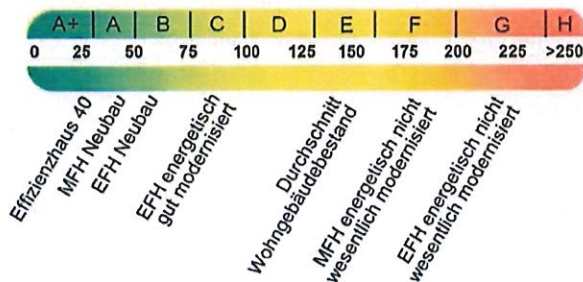 A+ A B C D E F G H
0 25 50 75 100 125 150 175 200 225 >250
Effizienzhaus 40
MFH Neubau
EFH Neubau
EFH energetisch
gut modernisiert
Durchschnitt
Wohngebäudebestand
MFH energetisch nicht
wesentlich modernisiert
EFH energetisch nicht
wesentlich modernisiert